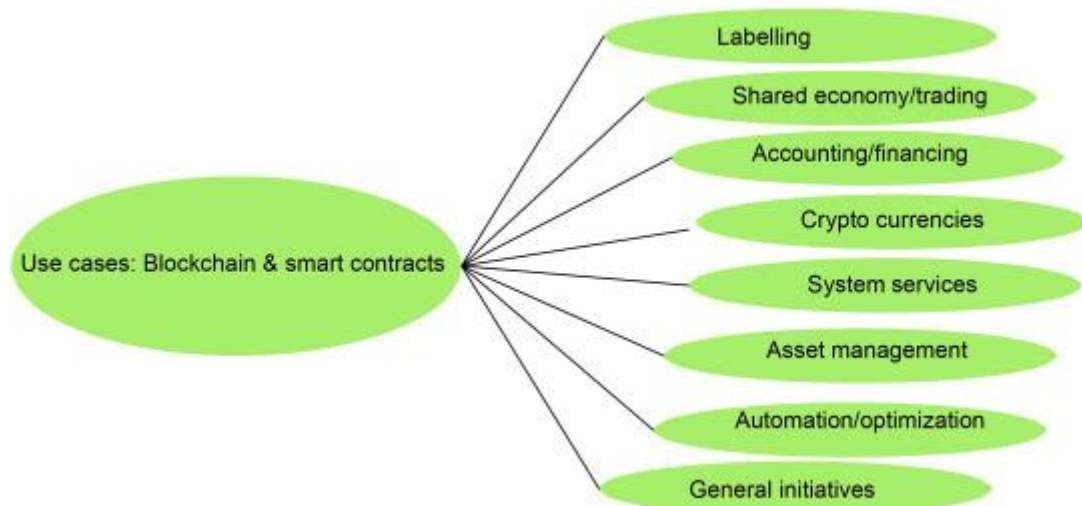 Labelling
Shared economy/trading
Accounting/financing
Crypto currencies
Use cases: Blockchain & smart contracts
System services
Asset management
Automation/optimization
General initiatives